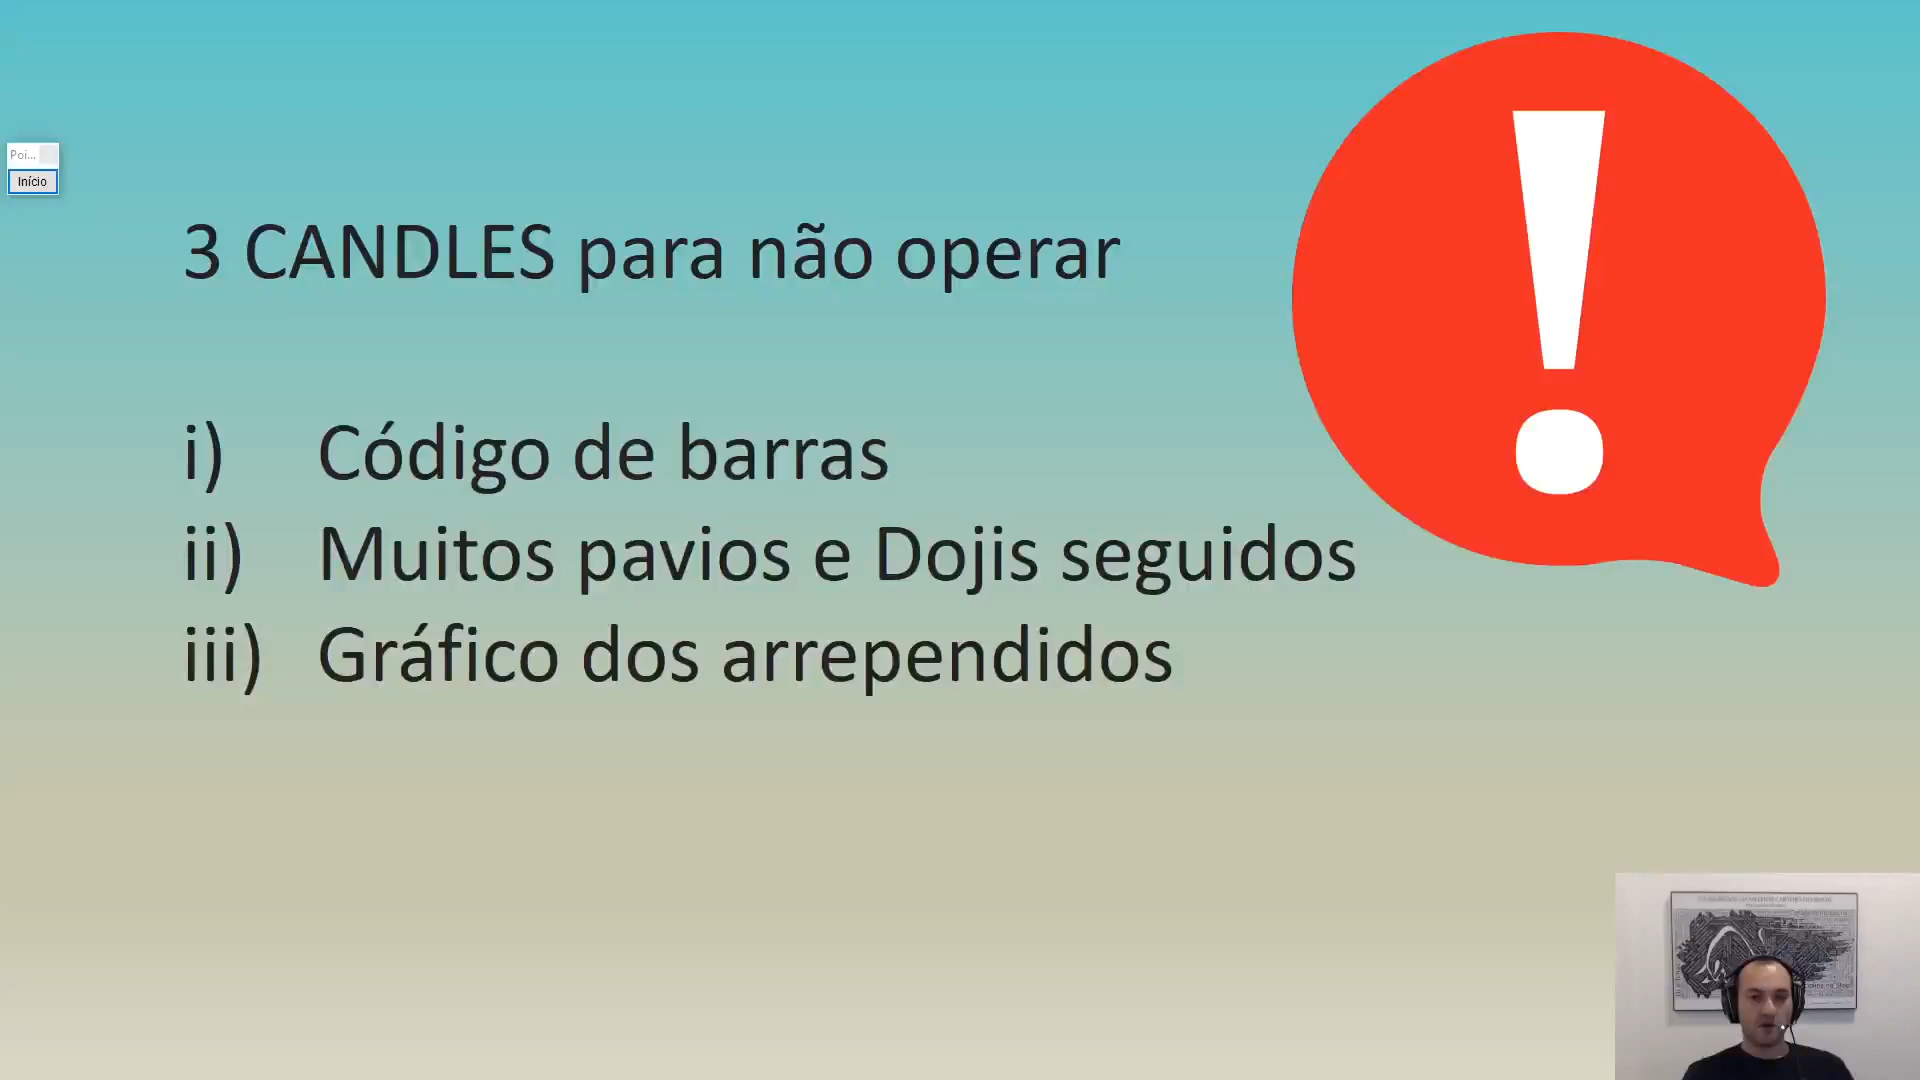 Poi...
Início
3 CANDLES para não operar
i) Código de barras
ii) Muitos pavios e Dojis seguidos
iii) Gráfico dos arrependidos